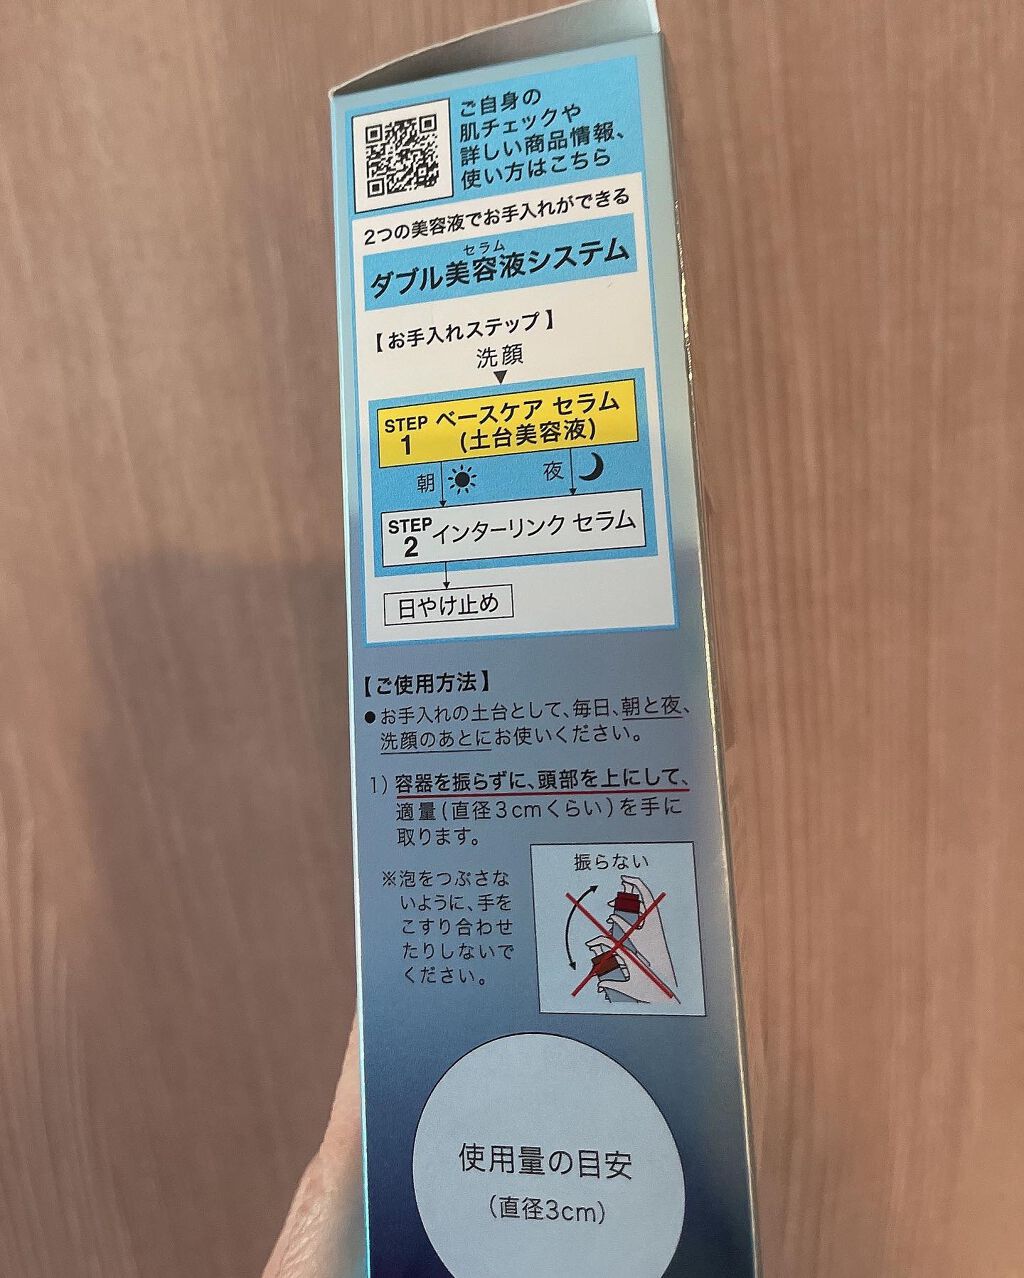 ご自身の
肌チェックや
詳しい商品情報、
使い方はこちら
2つの美容液でお手入れができる
セラム
ダブル美容液システム
【お手入れステップ】
洗顔
▼
STEP 1 ベースケア セラム
(土台美容液)
朝 夜
STEP 2 インターリンク セラム
日やけ止め
【ご使用方法】
●お手入れの土台として、毎日、朝と夜、
洗顔のあとにお使いください。
1) 容器を振らずに、頭部を上にして、
適量(直径3cmくらい)を手に
取ります。
※泡をつぶさな
いように、手を
こすり合わせ
たりしないで
ください。
振らない
使用量の目安
(直径3cm)